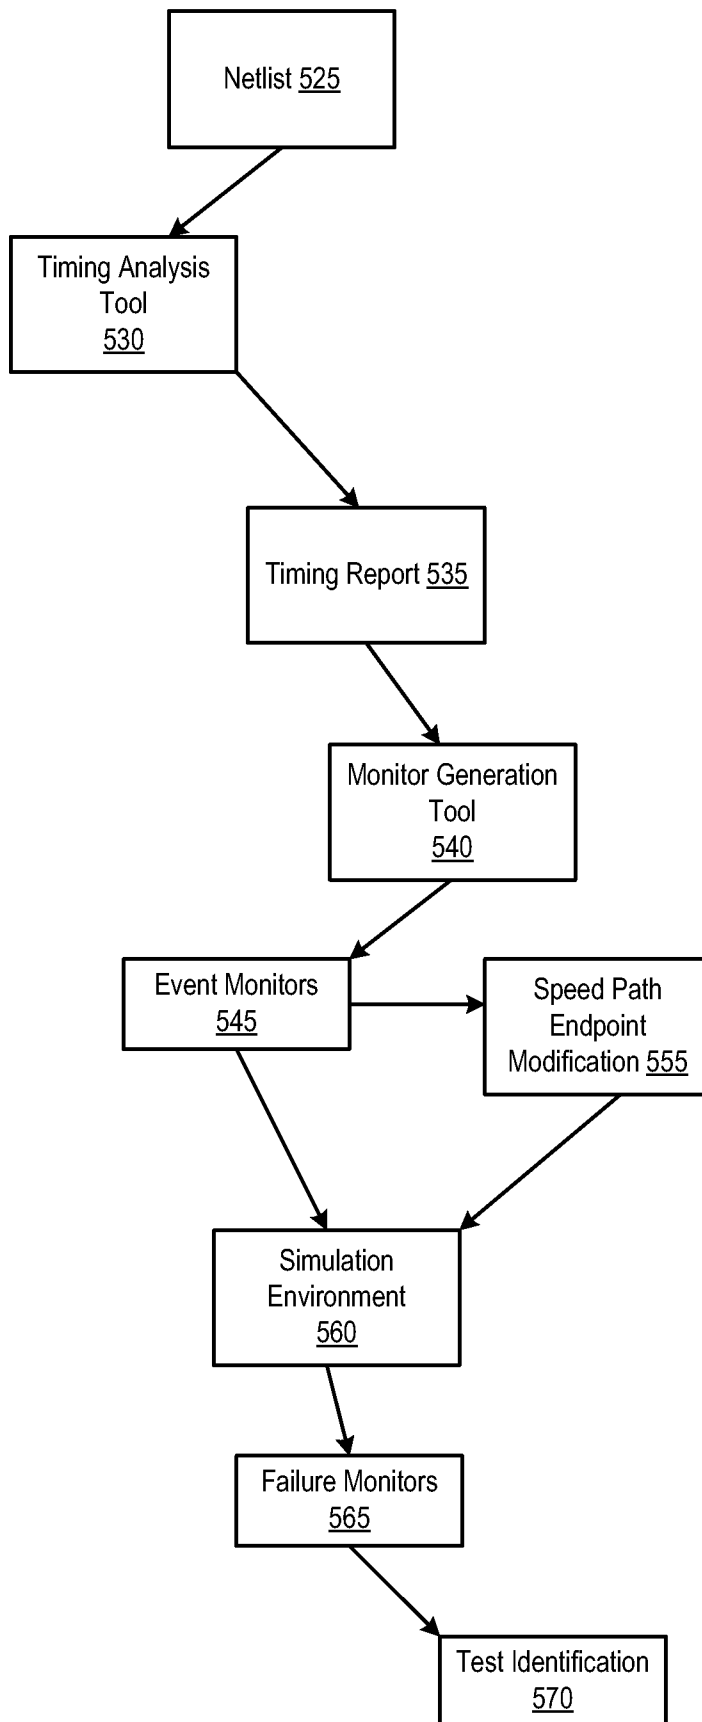 Netlist 525
Timing Analysis
Tool
530
Timing Report 535
Monitor Generation
Tool
540
Event Monitors
545
Speed Path
Endpoint
Modification 555
Simulation
Environment
560
Failure Monitors
565
Test Identification
570